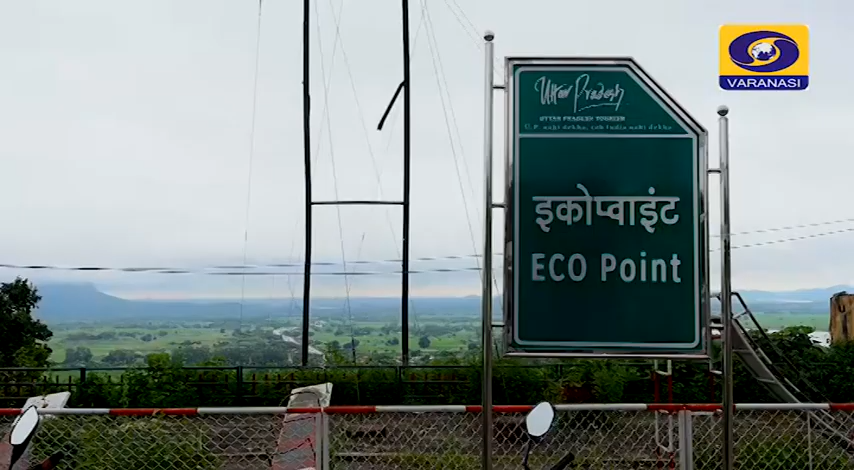 VARANASI
Uttar Pradesh
UTTAR PRADESH TOURISM
U.P. nahi dekha, toh India nahi dekha
इकोप्वाइंट
ECO Point